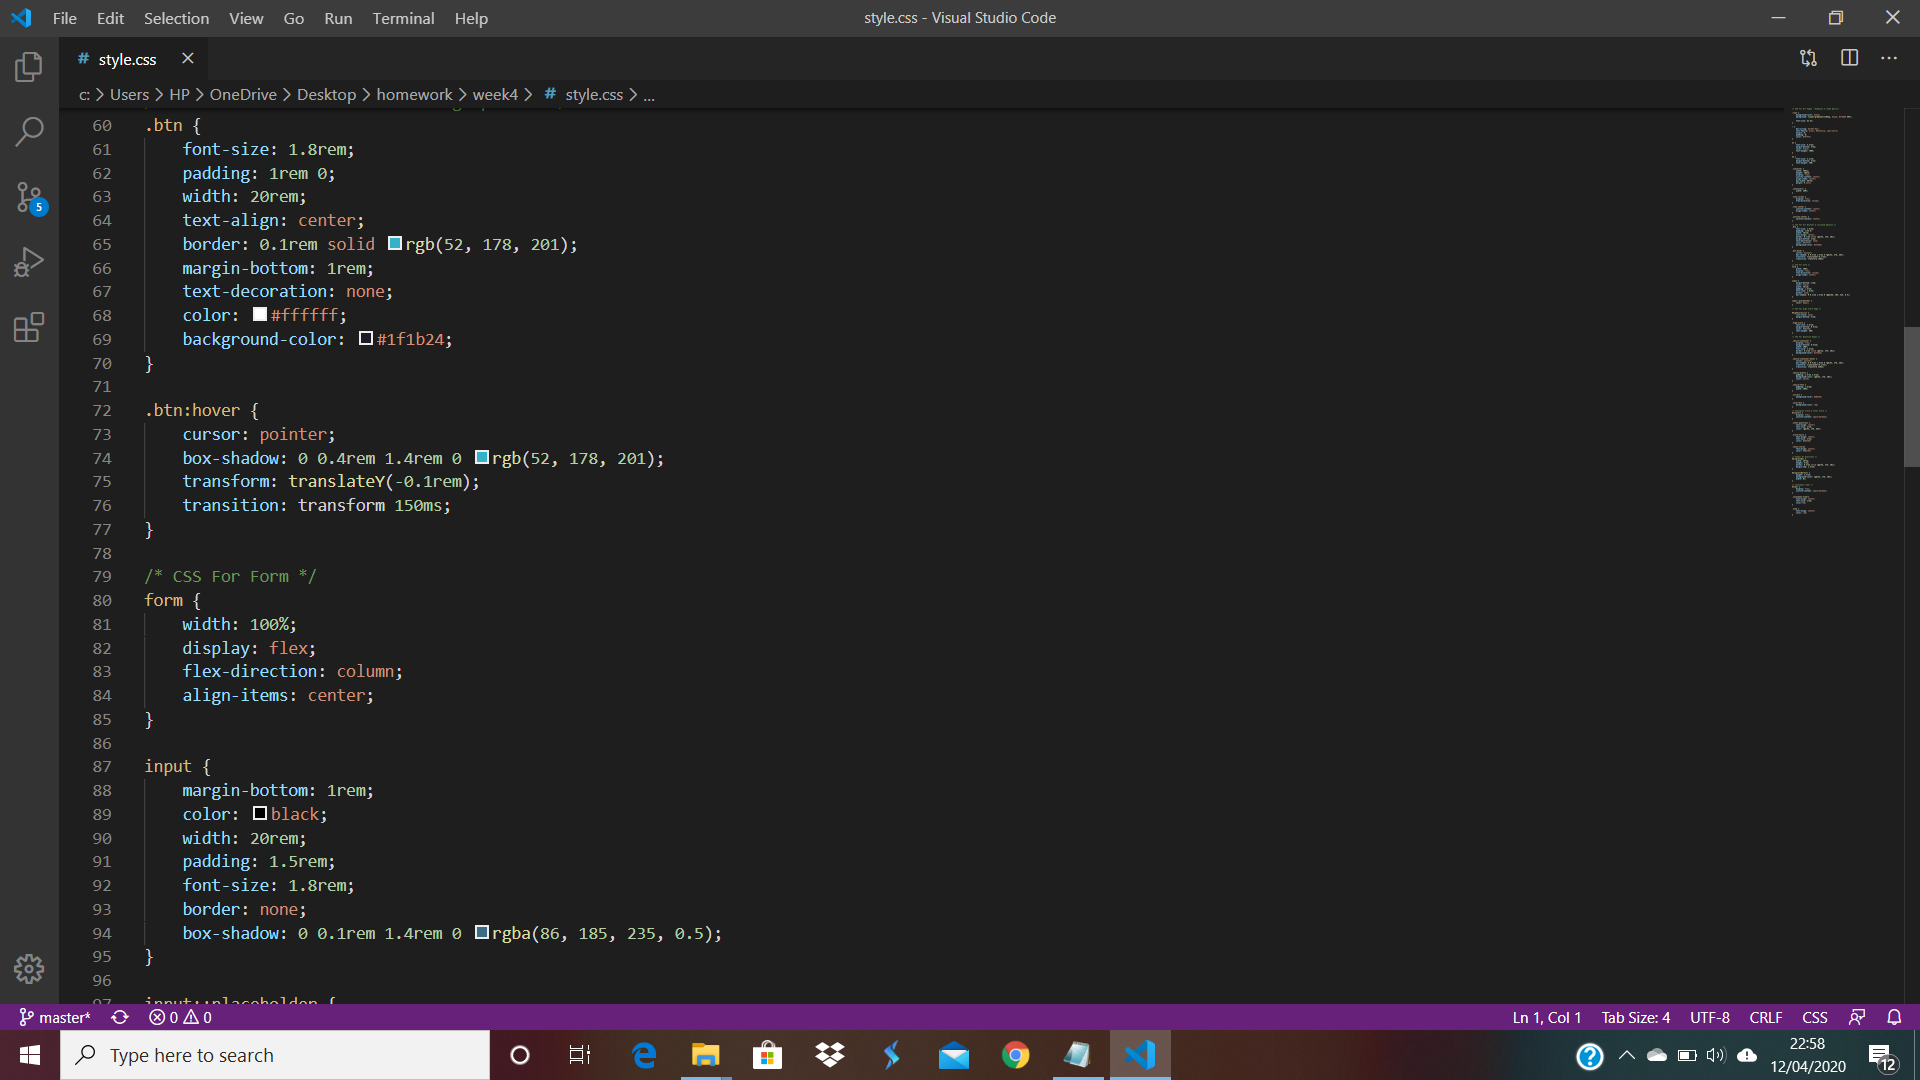 File Edit Selection View Go Run Terminal Help
style.css - Visual Studio Code
# style.css
c: > Users > HP > OneDrive > Desktop > homework > week4 > # style.css > ...
60 .btn {
61 font-size: 1.8rem;
62 padding: 1rem 0;
63 width: 20rem;
64 text-align: center;
65 border: 0.1rem solid rgb(52, 178, 201);
66 margin-bottom: 1rem;
67 text-decoration: none;
68 color: #ffffff;
69 background-color: #1f1b24;
70 }
71
72 .btn:hover {
73 cursor: pointer;
74 box-shadow: 0 0.4rem 1.4rem 0 rgb(52, 178, 201);
75 transform: translateY(-0.1rem);
76 transition: transform 150ms;
77 }
78
79 /* CSS For Form */
80 form {
81 width: 100%;
82 display: flex;
83 flex-direction: column;
84 align-items: center;
85 }
86
87 input {
88 margin-bottom: 1rem;
89 color: black;
90 width: 20rem;
91 padding: 1.5rem;
92 font-size: 1.8rem;
93 border: none;
94 box-shadow: 0 0.1rem 1.4rem 0 rgba(86, 185, 235, 0.5);
95 }
96
97 input::placeholder {
5
master* 0 0
Ln 1, Col 1 Tab Size: 4 UTF-8 CRLF CSS
Type here to search
22:58
12/04/2020
12